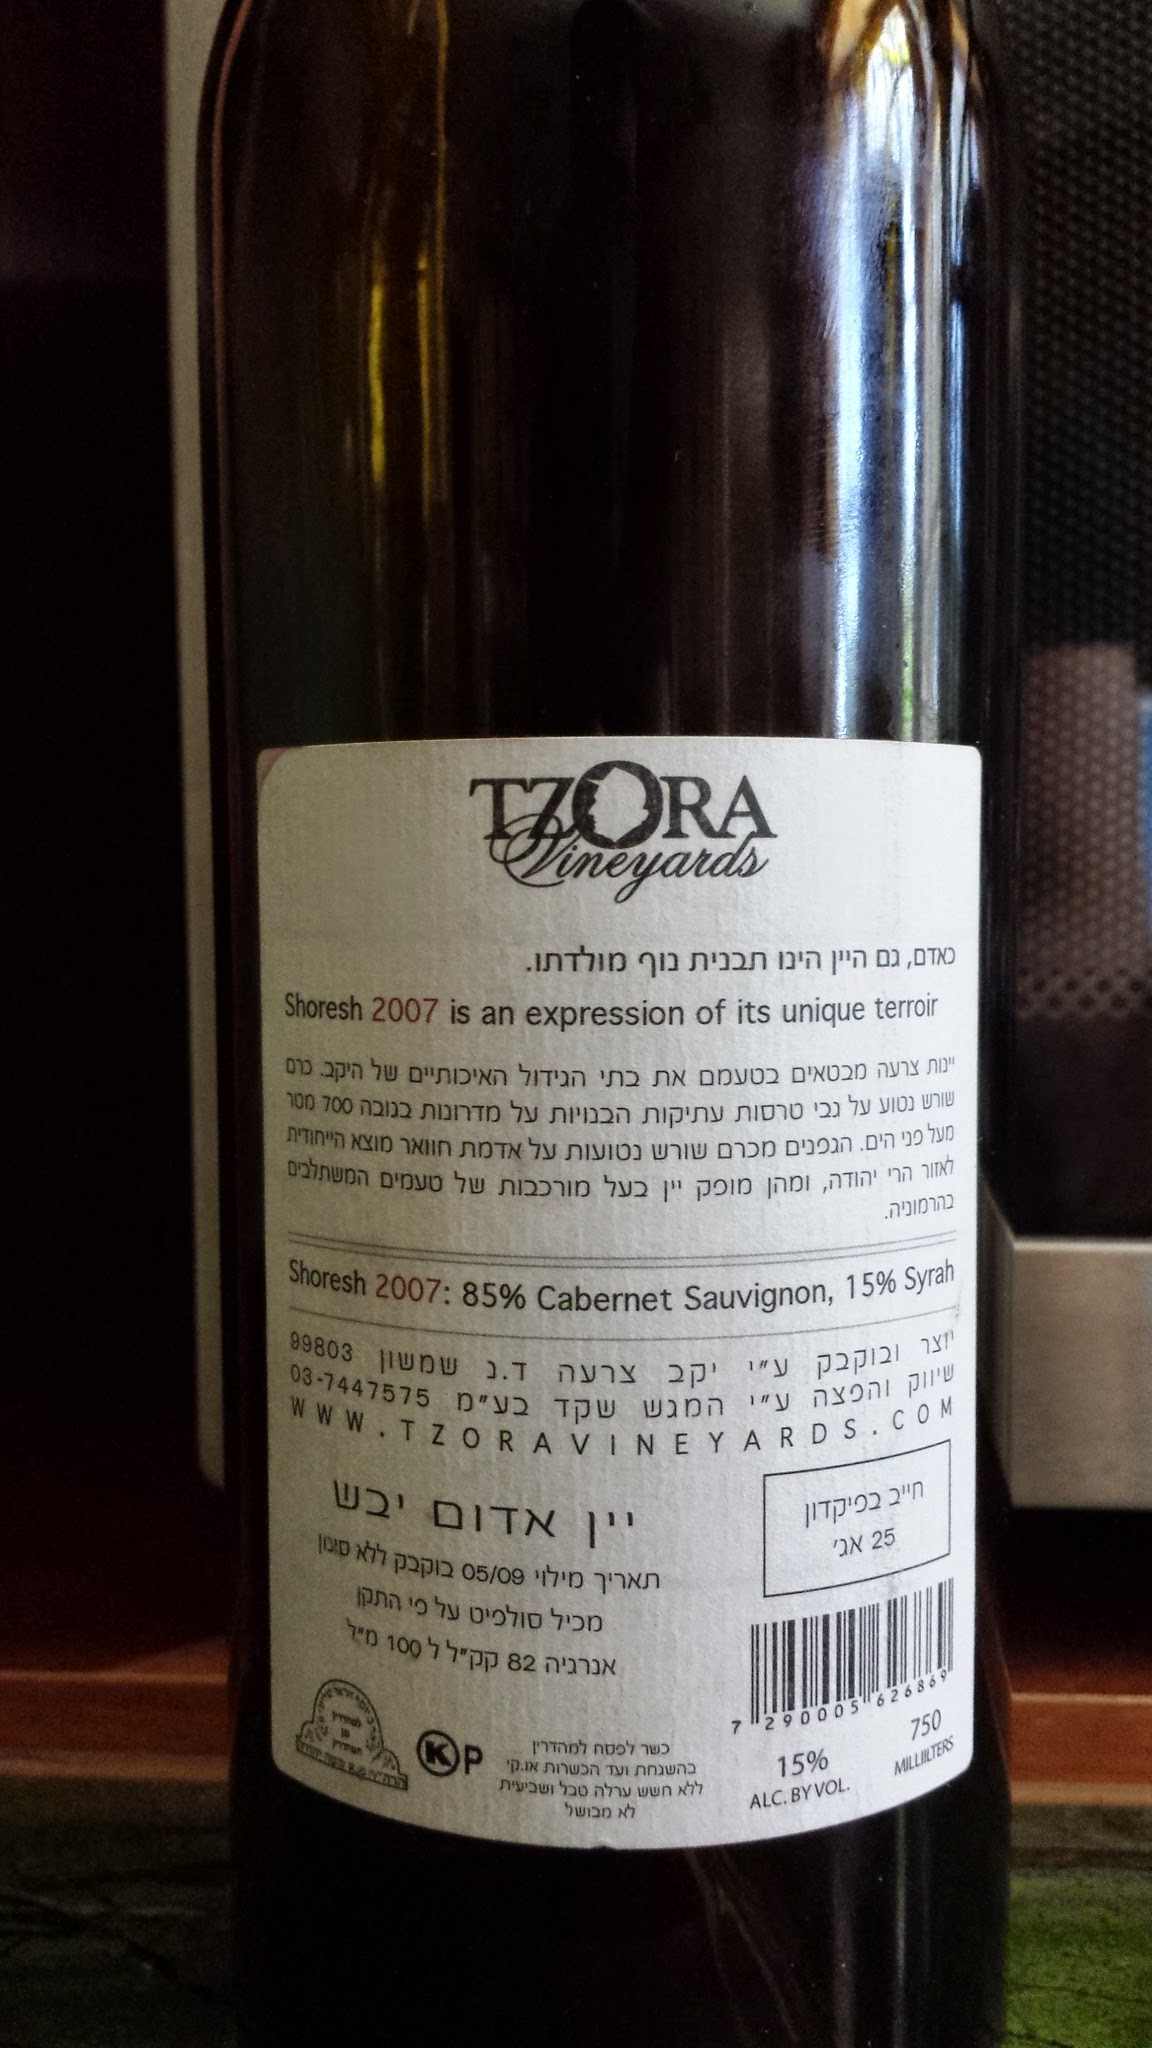 TZORA
Vineyards
כאדם, גם היין הינו תבנית נוף מולדתו.
Shoresh 2007 is an expression of its unique terroir
יינות צרעה מבטאים בטעמם את בתי הגידול האיכותיים של היקב. כרם
שורש נטוע על גבי טרסות עתיקות הבנויות על מדרונות בגובה 700 מטר
מעל פני הים. הגפנים מכרם שורש נטועות על אדמת חוואר מוצא הייחודית
לאזור הרי יהודה, ומהן מופק יין בעל מורכבות של טעמים המשתלבים
בהרמוניה.
Shoresh 2007: 85% Cabernet Sauvignon, 15% Syrah
יוצר ובוקבק ע״י יקב צרעה ד.נ שמשון 99803
שיווק והפצה ע״י המגש שקד בע״מ 03-7447575
WWW.TZORAVINEYARDS.COM
יין אדום יבש
תאריך מילוי 05/09 בוקבק ללא סינון
מכיל סולפיט על פי התקן
אנרגיה 82 קק״ל ל 100 מ״ל
חייב בפיקדון
25 אג׳
7 290005 626869
K P
כשר לפסח למהדרין
בהשגחת ועד הכשרות או.קי
ללא חשש ערלה טבל ושביעית
לא מבושל
15%
ALC. BY VOL.
750
MILLIILTERS